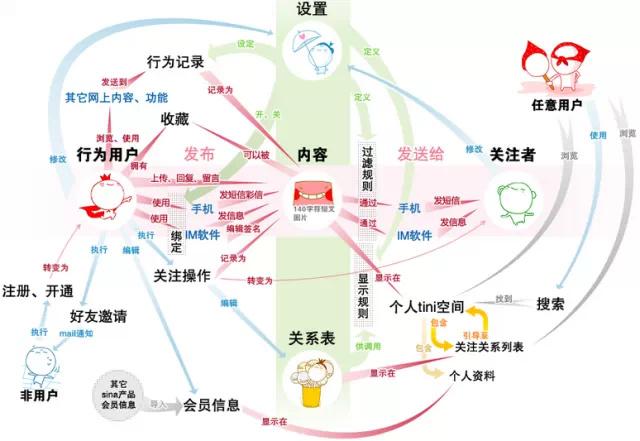 设置
行为记录
设定
定义
发送到
其它网上内容、功能
记录为
定义
任意用户
浏览、使用
收藏
开、关
修改
行为用户
拥有
发布
可以被
内容
过滤规则
发送给
修改
关注者
浏览
使用
浏览
上传、回复、留言
使用
手机
发短信彩信
140字符短文
图片
通过
手机
发短信
使用
绑定
IM软件
发信息
编辑签名
通过
IM软件
发信息
执行
编辑
执行
记录为
转变为
关注操作
转变为
显示在
显示规则
注册、开通
编辑
个人tini空间
找到
搜索
好友邀请
执行
mail通知
关系表
包含
引导至
关注关系列表
浏览
供调用
包含
非用户
显示在
个人资料
其它
sina产品
会员信息
导入
会员信息
显示在